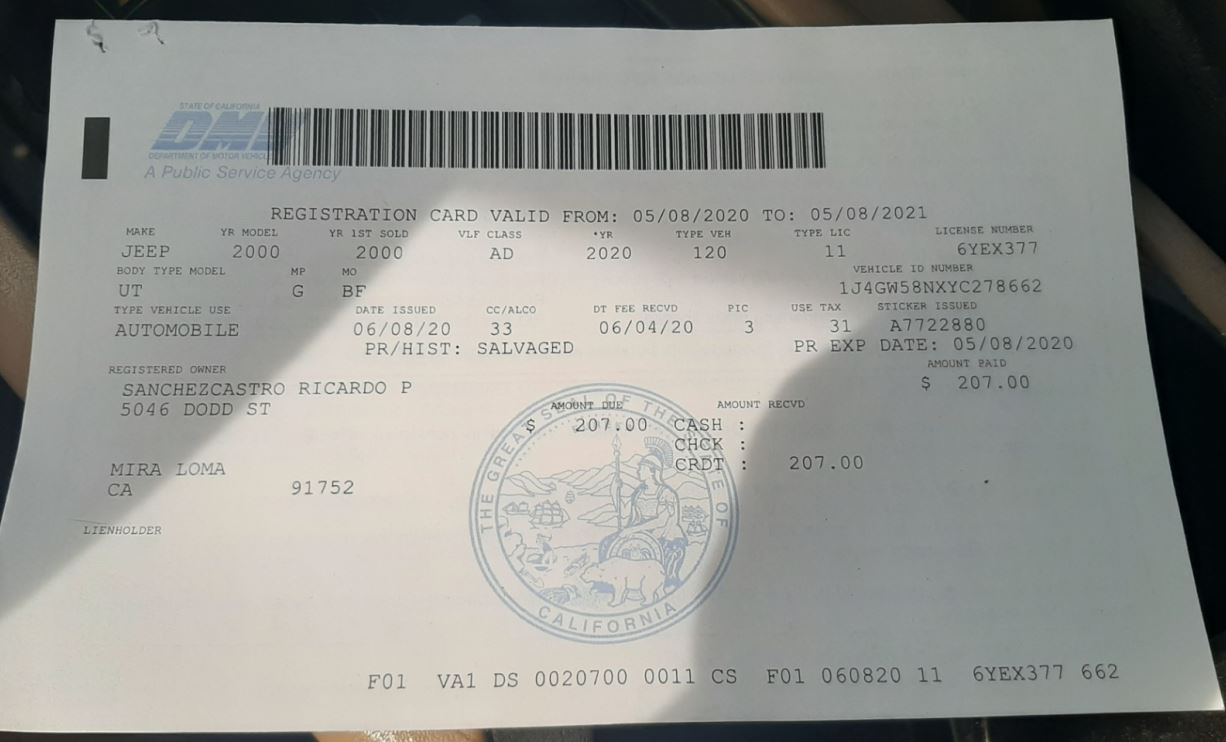 STATE OF CALIFORNIA
DMV
DEPARTMENT OF MOTOR VEHICLE
A Public Service Agency
REGISTRATION CARD VALID FROM: 05/08/2020 TO: 05/08/2021
MAKE YR MODEL YR 1ST SOLD VLF CLASS *YR TYPE VEH TYPE LIC LICENSE NUMBER
JEEP 2000 2000 AD 2020 120 11 6YEX377
BODY TYPE MODEL MP MO VEHICLE ID NUMBER
UT G BF 1J4GW58NXYC278662
TYPE VEHICLE USE DATE ISSUED CC/ALCO DT FEE RECVD PIC USE TAX STICKER ISSUED
AUTOMOBILE 06/08/20 33 06/04/20 3 31 A7722880
PR/HIST: SALVAGED PR EXP DATE: 05/08/2020
REGISTERED OWNER AMOUNT PAID
SANCHEZCASTRO RICARDO P $ 207.00
5046 DODD ST AMOUNT DUE AMOUNT RECVD
$ 207.00 CASH :
CHCK :
MIRA LOMA CRDT : 207.00
CA 91752
LIENHOLDER
THE GREAT SEAL OF THE STATE OF CALIFORNIA
F01 VA1 DS 0020700 0011 CS F01 060820 11 6YEX377 662